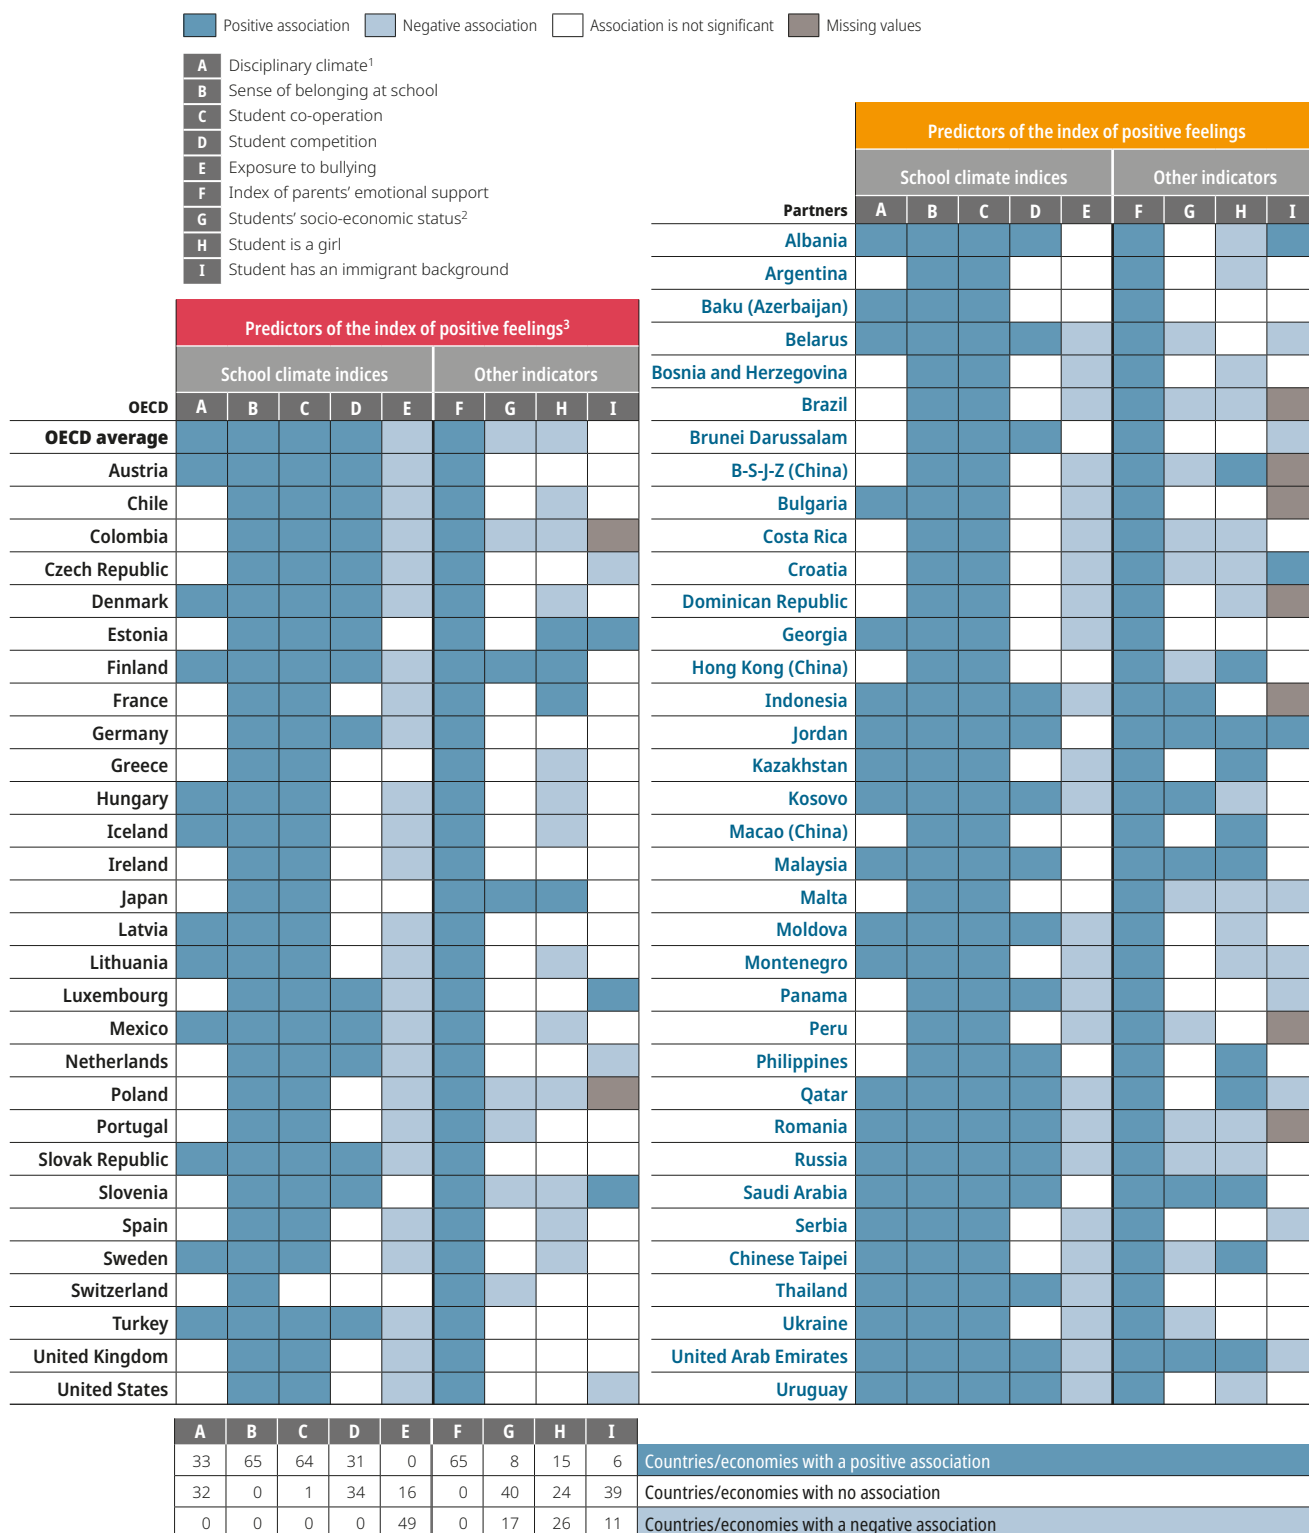 Positive association Negative association Association is not significant Missing values
A Disciplinary climate1
B Sense of belonging at school
C Student co-operation
D Student competition
E Exposure to bullying
F Index of parents' emotional support
G Students' socio-economic status2
H Student is a girl
I Student has an immigrant background
Predictors of the index of positive feelings3
School climate indices Other indicators
OECD A B C D E F G H I
OECD average
Austria
Chile
Colombia
Czech Republic
Denmark
Estonia
Finland
France
Germany
Greece
Hungary
Iceland
Ireland
Japan
Latvia
Lithuania
Luxembourg
Mexico
Netherlands
Poland
Portugal
Slovak Republic
Slovenia
Spain
Sweden
Switzerland
Turkey
United Kingdom
United States
Predictors of the index of positive feelings
School climate indices Other indicators
Partners A B C D E F G H I
Albania
Argentina
Baku (Azerbaijan)
Belarus
Bosnia and Herzegovina
Brazil
Brunei Darussalam
B-S-J-Z (China)
Bulgaria
Costa Rica
Croatia
Dominican Republic
Georgia
Hong Kong (China)
Indonesia
Jordan
Kazakhstan
Kosovo
Macao (China)
Malaysia
Malta
Moldova
Montenegro
Panama
Peru
Philippines
Qatar
Romania
Russia
Saudi Arabia
Serbia
Chinese Taipei
Thailand
Ukraine
United Arab Emirates
Uruguay
A B C D E F G H I
33 65 64 31 0 65 8 15 6 Countries/economies with a positive association
32 0 1 34 16 0 40 24 39 Countries/economies with no association
0 0 0 0 49 0 17 26 11 Countries/economies with a negative association